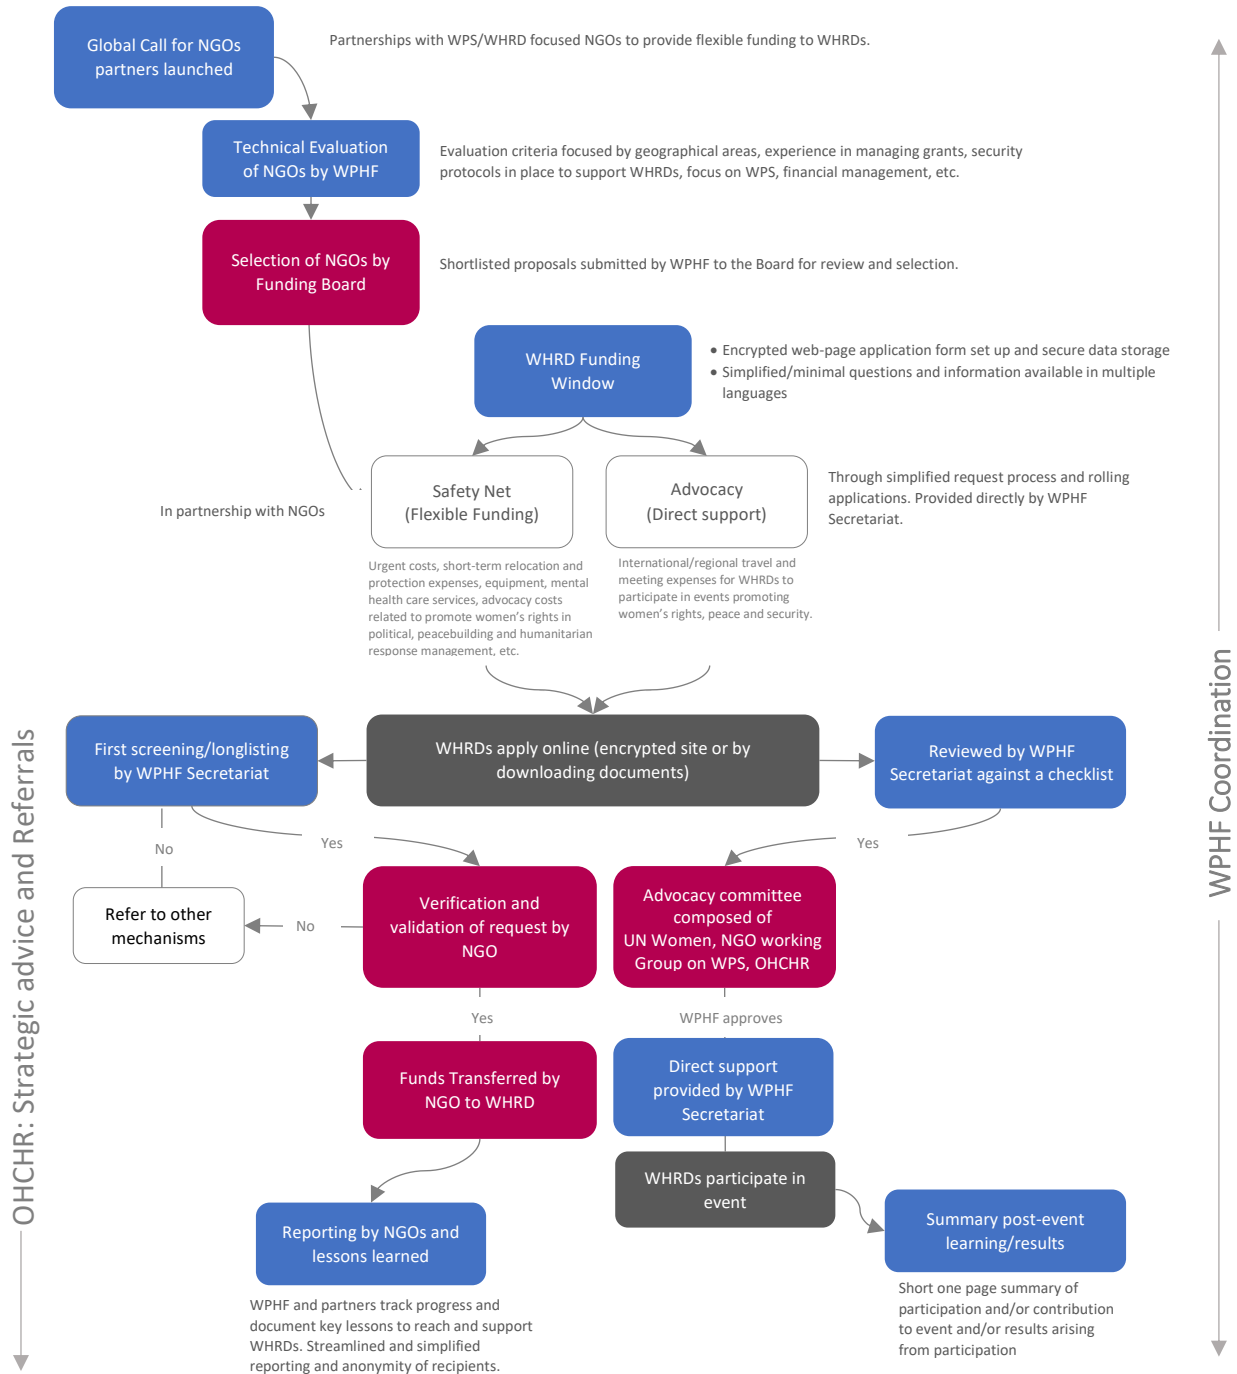 Global Call for NGOs
partners launched
Partnerships with WPS/WHRD focused NGOs to provide flexible funding to WHRDs.
Technical Evaluation
of NGOs by WPHF
Evaluation criteria focused by geographical areas, experience in managing grants, security
protocols in place to support WHRDs, focus on WPS, financial management, etc.
Selection of NGOs by
Funding Board
Shortlisted proposals submitted by WPHF to the Board for review and selection.
WHRD Funding
Window
• Encrypted web-page application form set up and secure data storage
• Simplified/minimal questions and information available in multiple
languages
In partnership with NGOs
Safety Net
(Flexible Funding)
Advocacy
(Direct support)
Through simplified request process and rolling
applications. Provided directly by WPHF
Secretariat.
Urgent costs, short-term relocation and
protection expenses, equipment, mental
health care services, advocacy costs
related to promote women’s rights in
political, peacebuilding and humanitarian
response management, etc.
International/regional travel and
meeting expenses for WHRDs to
participate in events promoting
women’s rights, peace and security.
First screening/longlisting
by WPHF Secretariat
WHRDs apply online (encrypted site or by
downloading documents)
Reviewed by WPHF
Secretariat against a checklist
No
Yes
Yes
Refer to other
mechanisms
No
Verification and
validation of request by
NGO
Advocacy committee
composed of
UN Women, NGO working
Group on WPS, OHCHR
Yes
WPHF approves
Funds Transferred by
NGO to WHRD
Direct support
provided by WPHF
Secretariat
WHRDs participate in
event
Reporting by NGOs and
lessons learned
Summary post-event
learning/results
WPHF and partners track progress and
document key lessons to reach and support
WHRDs. Streamlined and simplified
reporting and anonymity of recipients.
Short one page summary of
participation and/or contribution
to event and/or results arising
from participation
OHCHR: Strategic advice and Referrals
WPHF Coordination